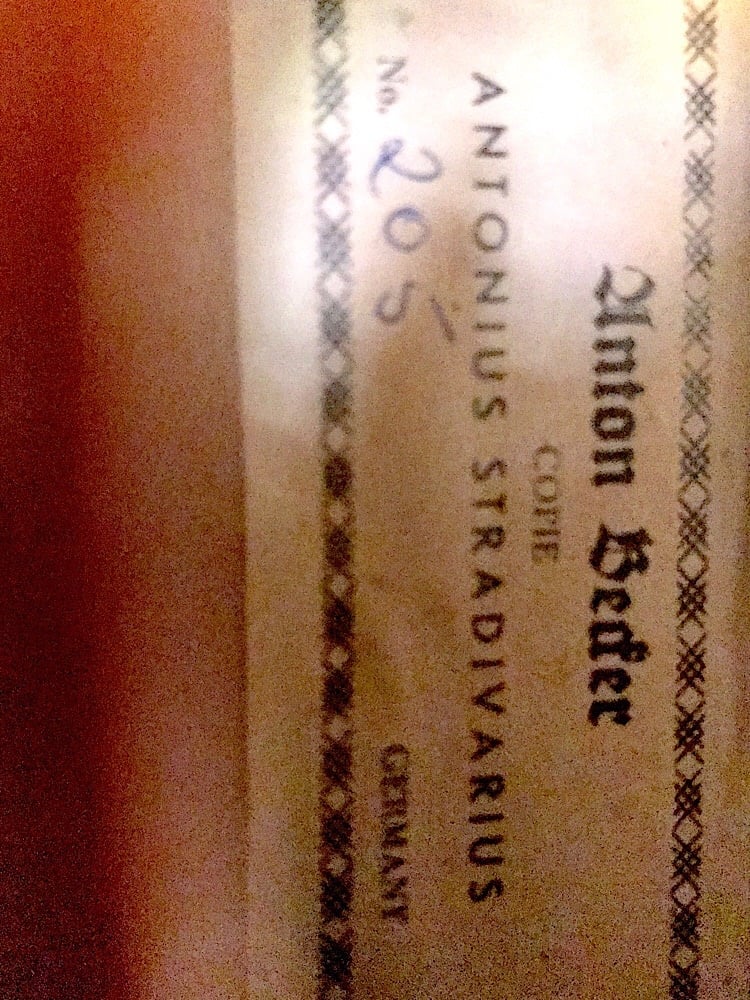 Anton Becker
COPIE
ANTONIUS STRADIVARIUS
No. 205 GERMANY